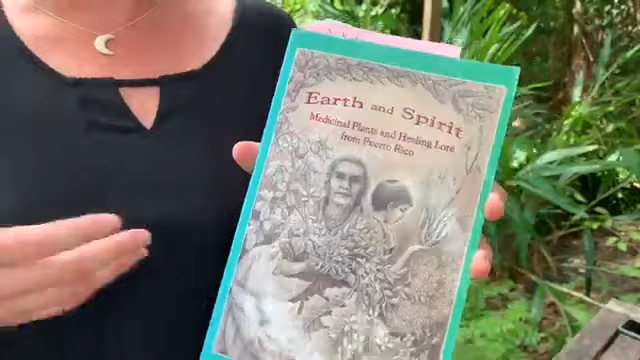 Earth and Spirit
Medicinal Plants and Healing Lore
from Puerto Rico